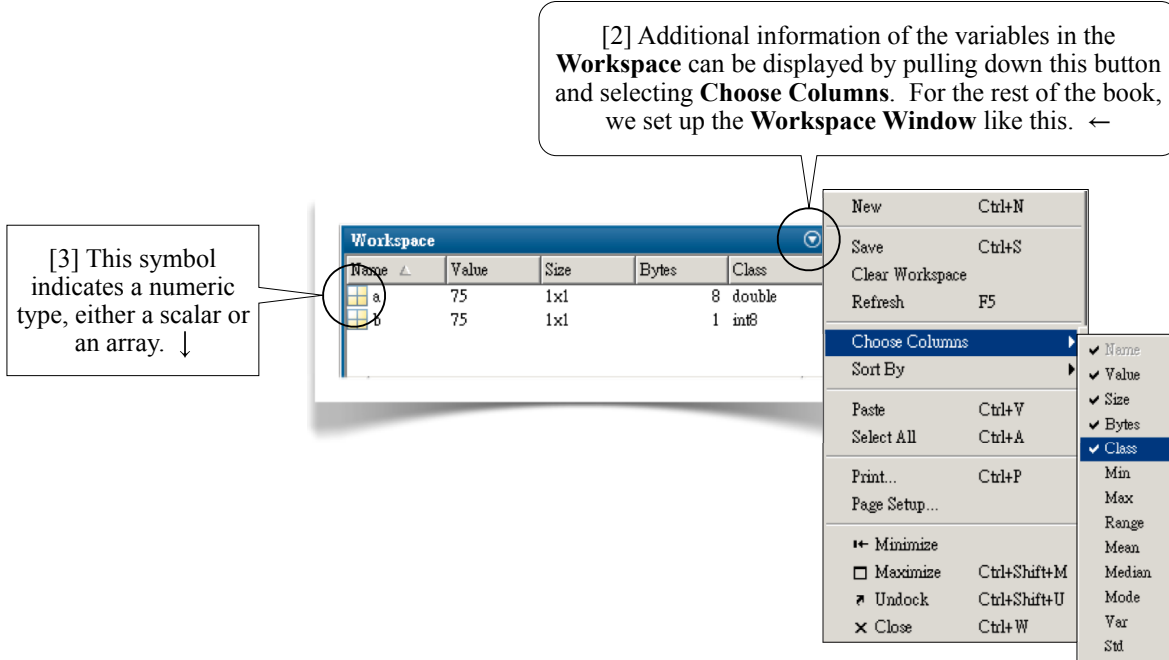 [2] Additional information of the variables in the
Workspace can be displayed by pulling down this button
and selecting Choose Columns.  For the rest of the book,
we set up the Workspace Window like this. ←
[3] This symbol
indicates a numeric
type, either a scalar or
an array. ↓
Workspace
Name Value Size Bytes Class
a 75 1x1 8 double
b 75 1x1 1 int8
New Ctrl+N
Save Ctrl+S
Clear Workspace
Refresh F5
Choose Columns
Sort By
Paste Ctrl+V
Select All Ctrl+A
Print... Ctrl+P
Page Setup...
Minimize
Maximize Ctrl+Shift+M
Undock Ctrl+Shift+U
Close Ctrl+W
Name
Value
Size
Bytes
Class
Min
Max
Range
Mean
Median
Mode
Var
Std